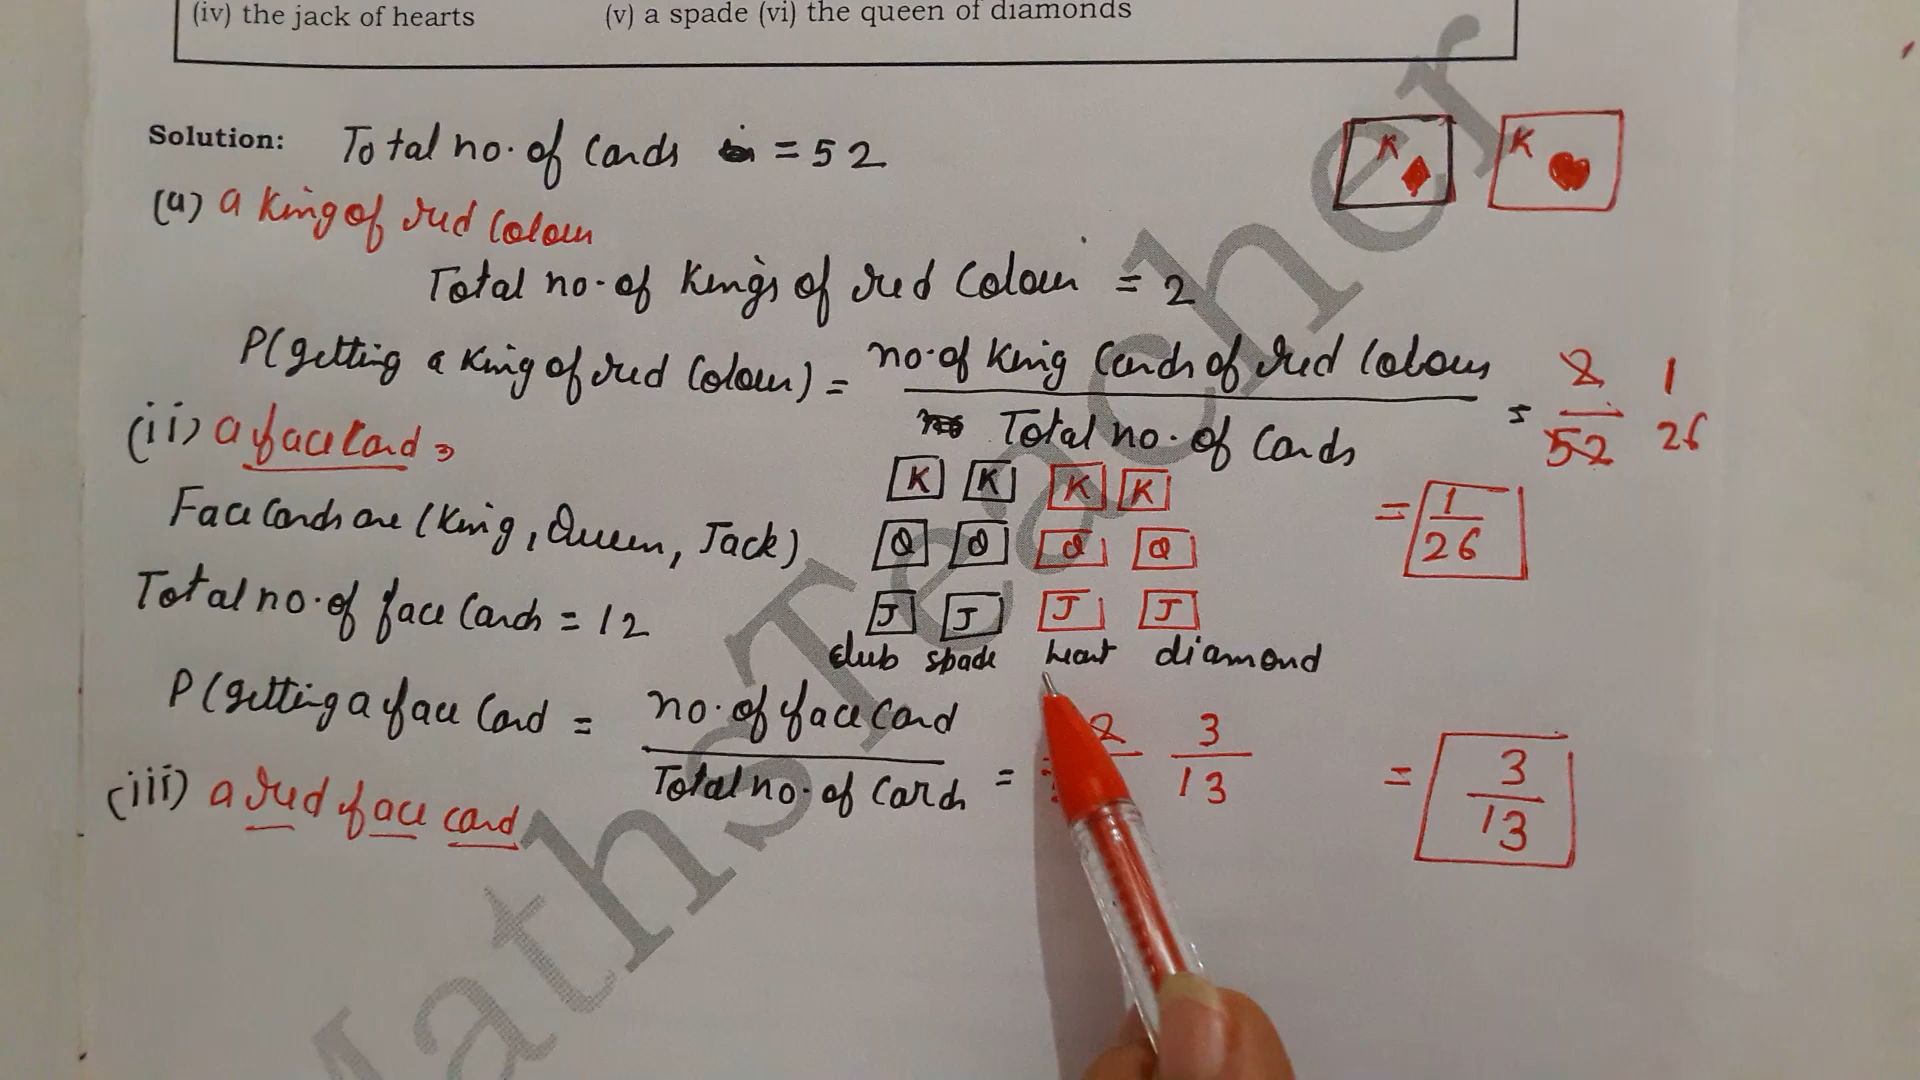 (iv) the jack of hearts (v) a spade (vi) the queen of diamonds
Solution: Total no. of Cards = 52
K K
(a) a king of red Colour
Total no. of kings of red Colour = 2
P(getting a king of red Colour) = no. of king Cards of red Colour / Total no. of Cards = 2/52 1/26
= 1/26
(ii) a face Card
K K K K
Face Cards are (King, Queen, Jack) Q Q Q Q
Total no. of face Cards = 12 J J J J
club spade heart diamond
P(getting a face Card = no. of face Card / Total no. of Card = 3/13 = 3/13
(iii) a red face card
Maths Teacher